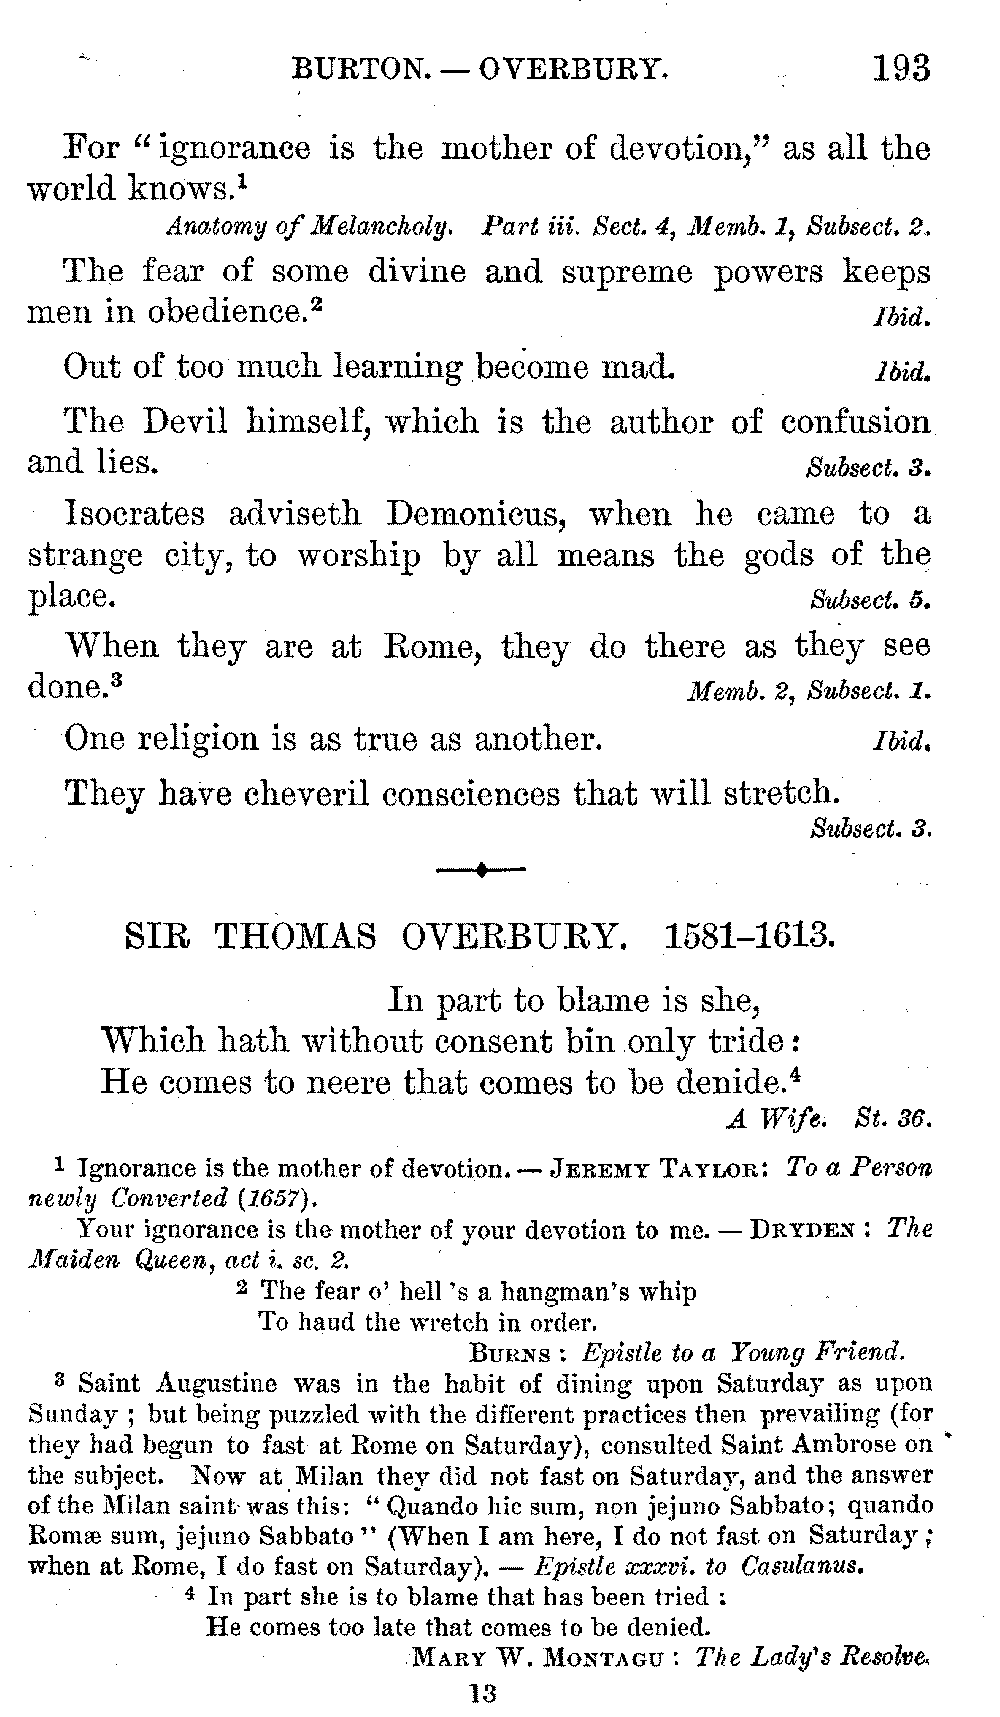 BURTON. — OVERBURY. 193
For “ignorance is the mother of devotion,” as all the
world knows.¹
Anatomy of Melancholy. Part iii. Sect. 4, Memb. 1, Subsect. 2.
The fear of some divine and supreme powers keeps
men in obedience.² Ibid.
Out of too much learning become mad. Ibid.
The Devil himself, which is the author of confusion
and lies. Subsect. 3.
Isocrates adviseth Demonicus, when he came to a
strange city, to worship by all means the gods of the
place. Subsect. 5.
When they are at Rome, they do there as they see
done.³ Memb. 2, Subsect. 1.
One religion is as true as another. Ibid.
They have cheveril consciences that will stretch.
Subsect. 3.
SIR THOMAS OVERBURY. 1581–1613.
In part to blame is she,
Which hath without consent bin only tride:
He comes to neere that comes to be denide.⁴
A Wife. St. 36.
¹ Ignorance is the mother of devotion. — JEREMY TAYLOR: To a Person
newly Converted (1657).
Your ignorance is the mother of your devotion to me. — DRYDEN: The
Maiden Queen, act i. sc. 2.
² The fear o’ hell ’s a hangman’s whip
To haud the wretch in order.
BURNS: Epistle to a Young Friend.
³ Saint Augustine was in the habit of dining upon Saturday as upon
Sunday; but being puzzled with the different practices then prevailing (for
they had begun to fast at Rome on Saturday), consulted Saint Ambrose on
the subject. Now at Milan they did not fast on Saturday, and the answer
of the Milan saint was this: “Quando hic sum, non jejuno Sabbato; quando
Romæ sum, jejuno Sabbato” (When I am here, I do not fast on Saturday;
when at Rome, I do fast on Saturday). — Epistle xxxvi. to Casulanus.
⁴ In part she is to blame that has been tried:
He comes too late that comes to be denied.
MARY W. MONTAGU: The Lady’s Resolve.
13